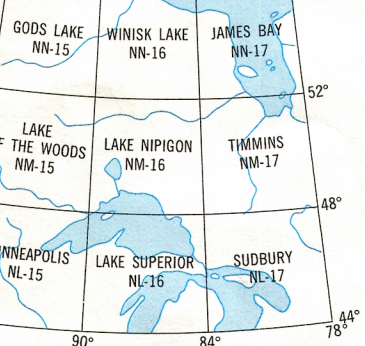 GODS LAKE
NN-15
WINISK LAKE
NN-16
JAMES BAY
NN-17
52°
LAKE
F THE WOODS
NM-15
LAKE NIPIGON
NM-16
TIMMINS
NM-17
48°
NNEAPOLIS
NL-15
LAKE SUPERIOR
NL-16
SUDBURY
NL-17
44°
90°
84°
78°